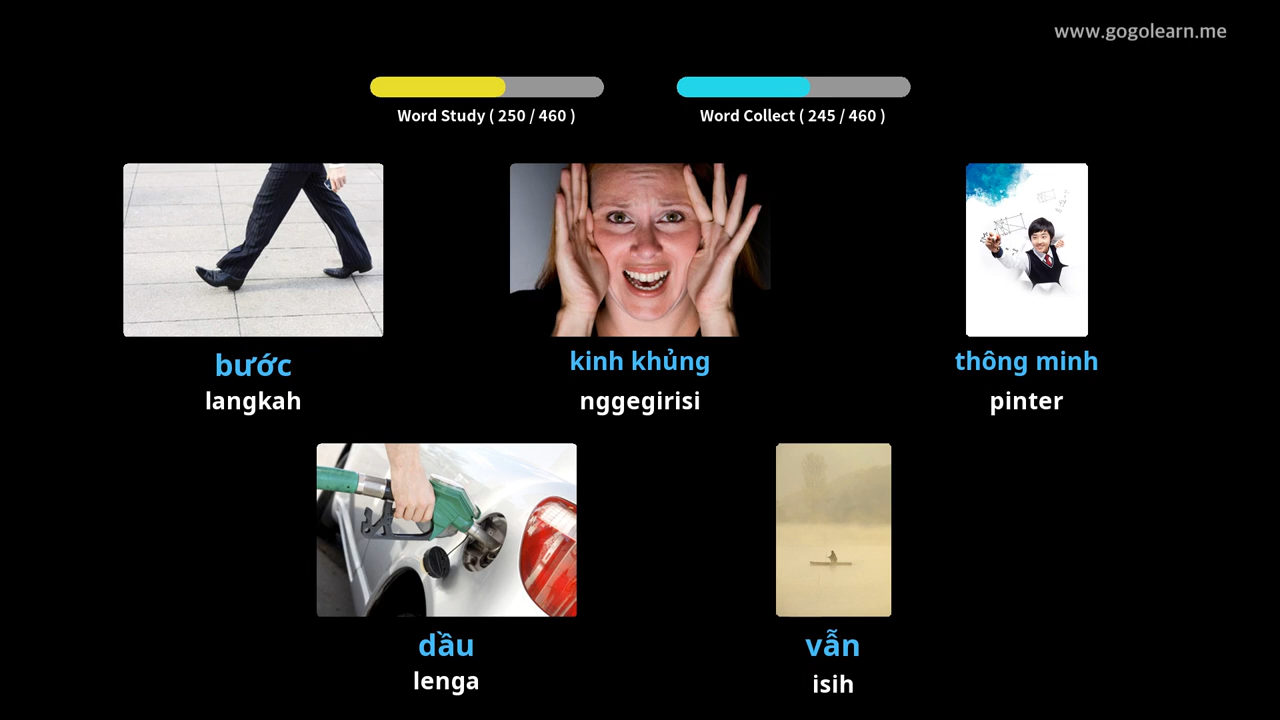 www.gogolearn.me
Word Study ( 250 / 460 )
Word Collect ( 245 / 460 )
bước
langkah
kinh khủng
nggegirisi
thông minh
pinter
dầu
lenga
vẫn
isih